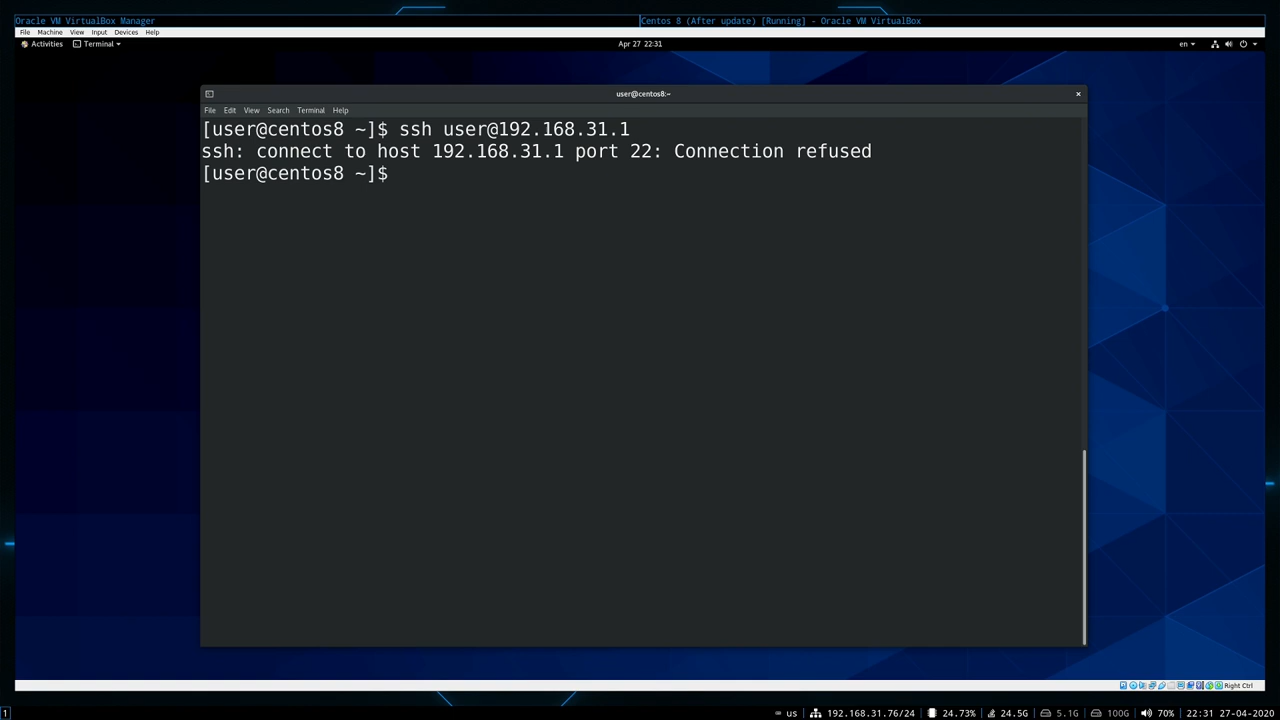 Oracle VM VirtualBox Manager
Centos 8 (After update) [Running] - Oracle VM VirtualBox
File Machine View Input Devices Help
Activities Terminal Apr 27 22:31 en
user@centos8:~
File Edit View Search Terminal Help
[user@centos8 ~]$ ssh user@192.168.31.1
ssh: connect to host 192.168.31.1 port 22: Connection refused
[user@centos8 ~]$
Right Ctrl
1 us 192.168.31.76/24 24.73% 24.5G 5.1G 100G 70% 22:31 27-04-2020